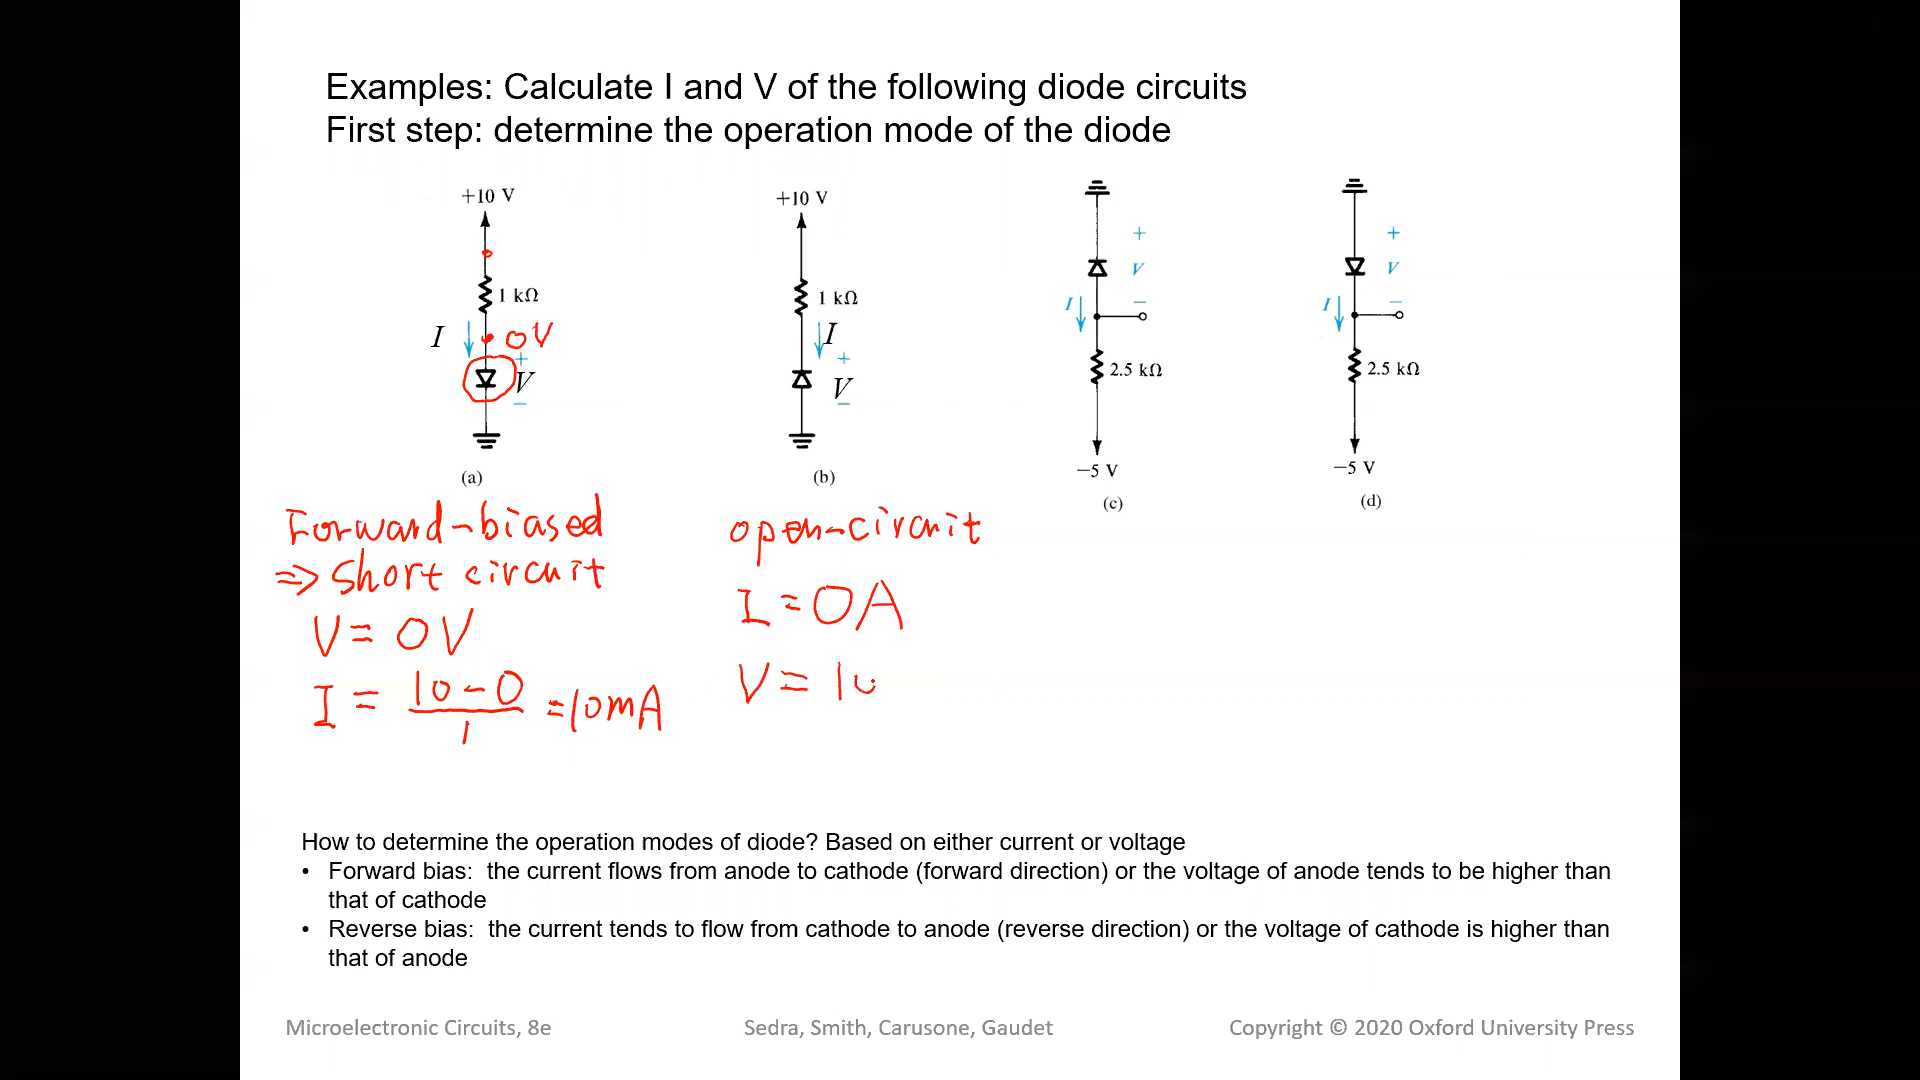 Examples: Calculate I and V of the following diode circuits
First step: determine the operation mode of the diode
+10 V
1 kΩ
I
0V
+
V
−
(a)
+10 V
1 kΩ
I
+
V
−
(b)
+
V
−
I
2.5 kΩ
−5 V
(c)
+
V
−
I
2.5 kΩ
−5 V
(d)
Forward-biased
=> short circuit
V = 0V
I = 10-0 / 1 = 10mA
open-circuit
I = 0A
V = 10
How to determine the operation modes of diode? Based on either current or voltage
• Forward bias: the current flows from anode to cathode (forward direction) or the voltage of anode tends to be higher than
that of cathode
• Reverse bias: the current tends to flow from cathode to anode (reverse direction) or the voltage of cathode is higher than
that of anode
Microelectronic Circuits, 8e
Sedra, Smith, Carusone, Gaudet
Copyright © 2020 Oxford University Press